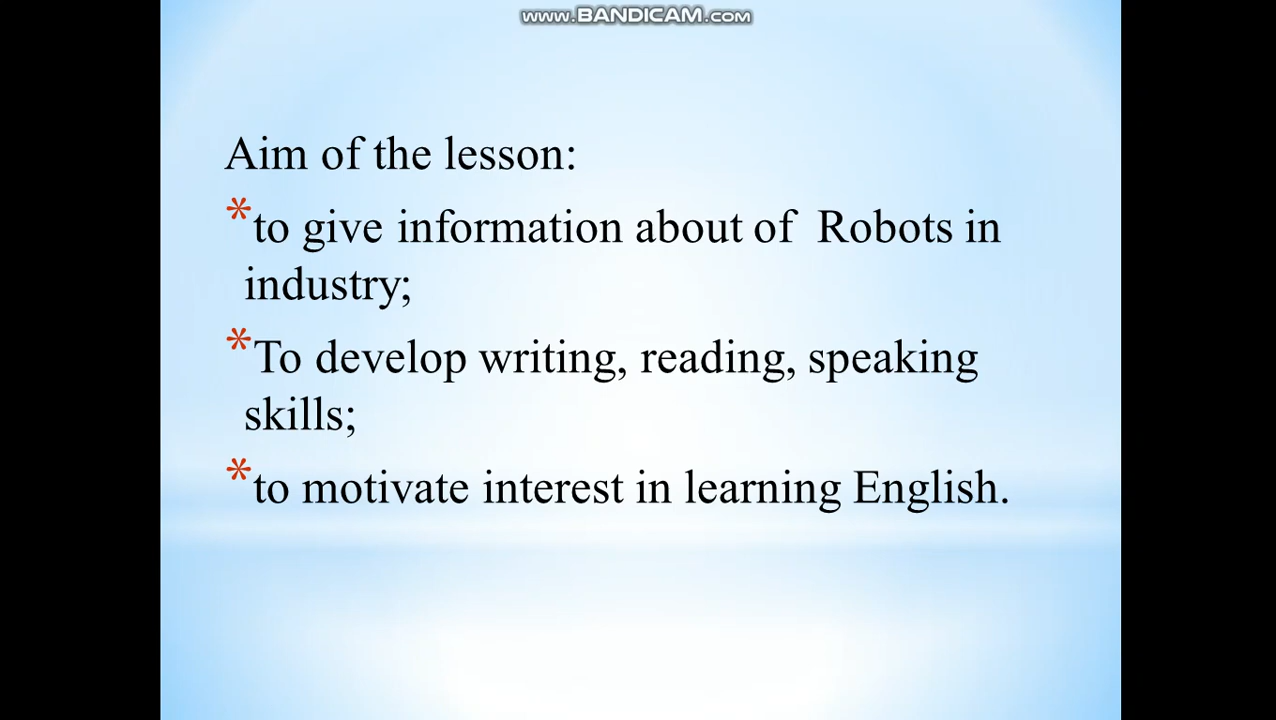 www.BANDICAM.com
Aim of the lesson:
*to give information about of  Robots in
industry;
*To develop writing, reading, speaking
skills;
*to motivate interest in learning English.